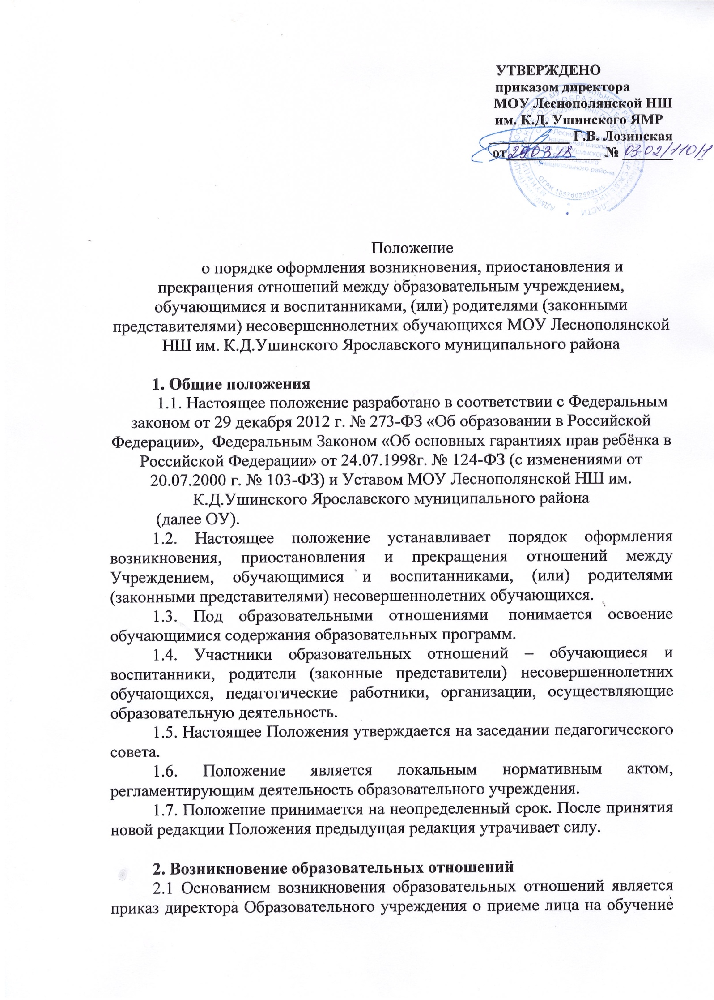 УТВЕРЖДЕНО
приказом директора
МОУ Леснополянской НШ
им. К.Д. Ушинского ЯМР
Г.В. Лозинская
от 29.03.18 № 03-02/110/1
«Леснополянская
начальная школа
им. К.Д. Ушинского
Ярославского
муниципального района
Положение
о порядке оформления возникновения, приостановления и
прекращения отношений между образовательным учреждением,
обучающимися и воспитанниками, (или) родителями (законными
представителями) несовершеннолетних обучающихся МОУ Леснополянской
НШ им. К.Д.Ушинского Ярославского муниципального района
1. Общие положения
1.1. Настоящее положение разработано в соответствии с Федеральным
законом от 29 декабря 2012 г. № 273-ФЗ «Об образовании в Российской
Федерации», Федеральным Законом «Об основных гарантиях прав ребёнка в
Российской Федерации» от 24.07.1998г. № 124-ФЗ (с изменениями от
20.07.2000 г. № 103-ФЗ) и Уставом МОУ Леснополянской НШ им.
К.Д.Ушинского Ярославского муниципального района
(далее ОУ).
1.2. Настоящее положение устанавливает порядок оформления
возникновения, приостановления и прекращения отношений между
Учреждением, обучающимися и воспитанниками, (или) родителями
(законными представителями) несовершеннолетних обучающихся.
1.3. Под образовательными отношениями понимается освоение
обучающимися содержания образовательных программ.
1.4. Участники образовательных отношений – обучающиеся и
воспитанники, родители (законные представители) несовершеннолетних
обучающихся, педагогические работники, организации, осуществляющие
образовательную деятельность.
1.5. Настоящее Положения утверждается на заседании педагогического
совета.
1.6. Положение является локальным нормативным актом,
регламентирующим деятельность образовательного учреждения.
1.7. Положение принимается на неопределенный срок. После принятия
новой редакции Положения предыдущая редакция утрачивает силу.
2. Возникновение образовательных отношений
2.1 Основанием возникновения образовательных отношений является
приказ директора Образовательного учреждения о приеме лица на обучение